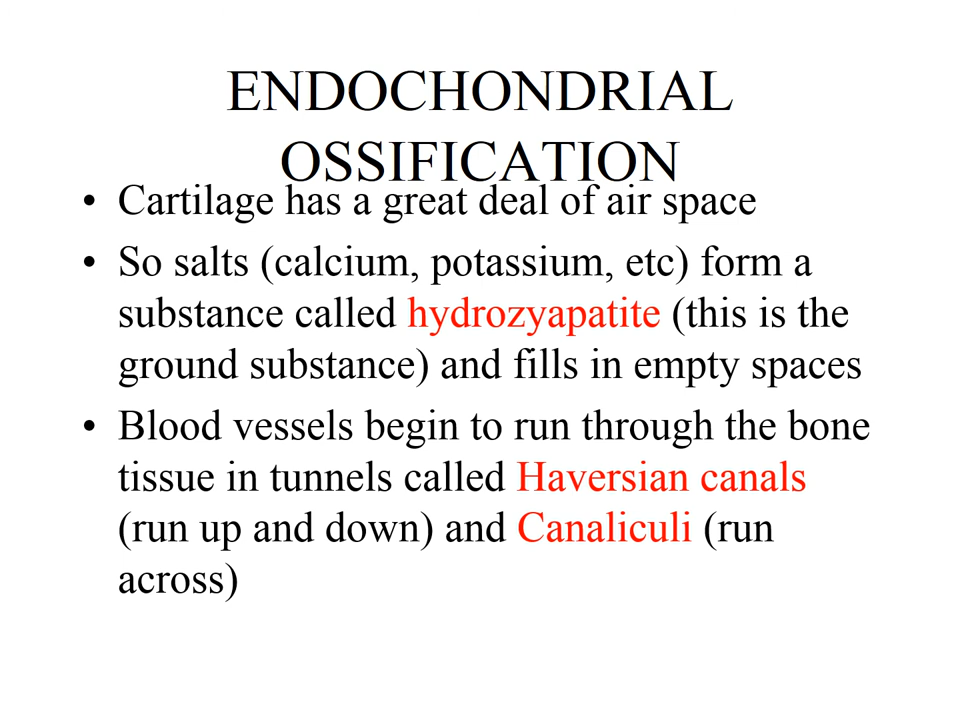 ENDOCHONDRIAL
OSSIFICATION
• Cartilage has a great deal of air space
• So salts (calcium, potassium, etc) form a
substance called hydrozyapatite (this is the
ground substance) and fills in empty spaces
• Blood vessels begin to run through the bone
tissue in tunnels called Haversian canals
(run up and down) and Canaliculi (run
across)